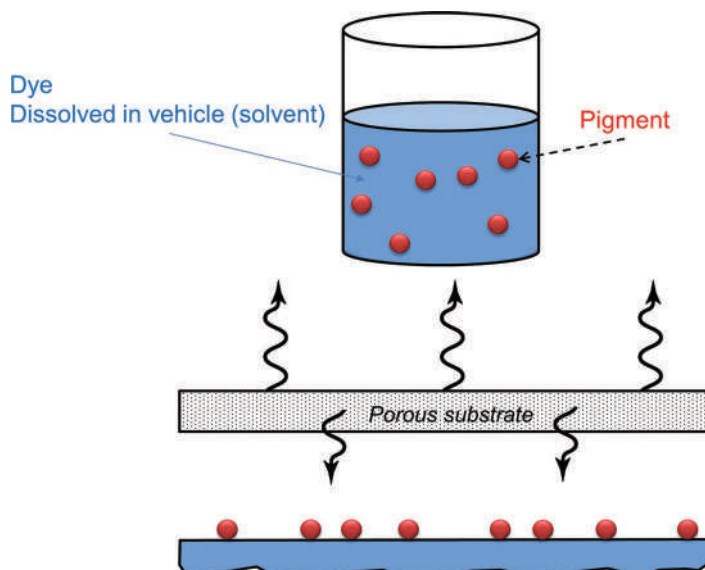 Dye
Dissolved in vehicle (solvent)
Pigment
Porous substrate